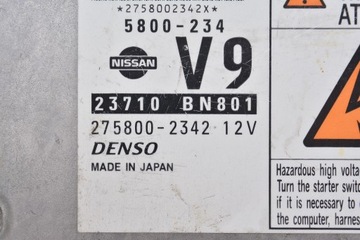 *2758002342X*
5800-234
NISSAN
V9
23710 BN801
275800-2342 12V
DENSO
MADE IN JAPAN
AT
Hazardous high volta
Turn the starter switc
if it is necessary to d
the computer, harnes